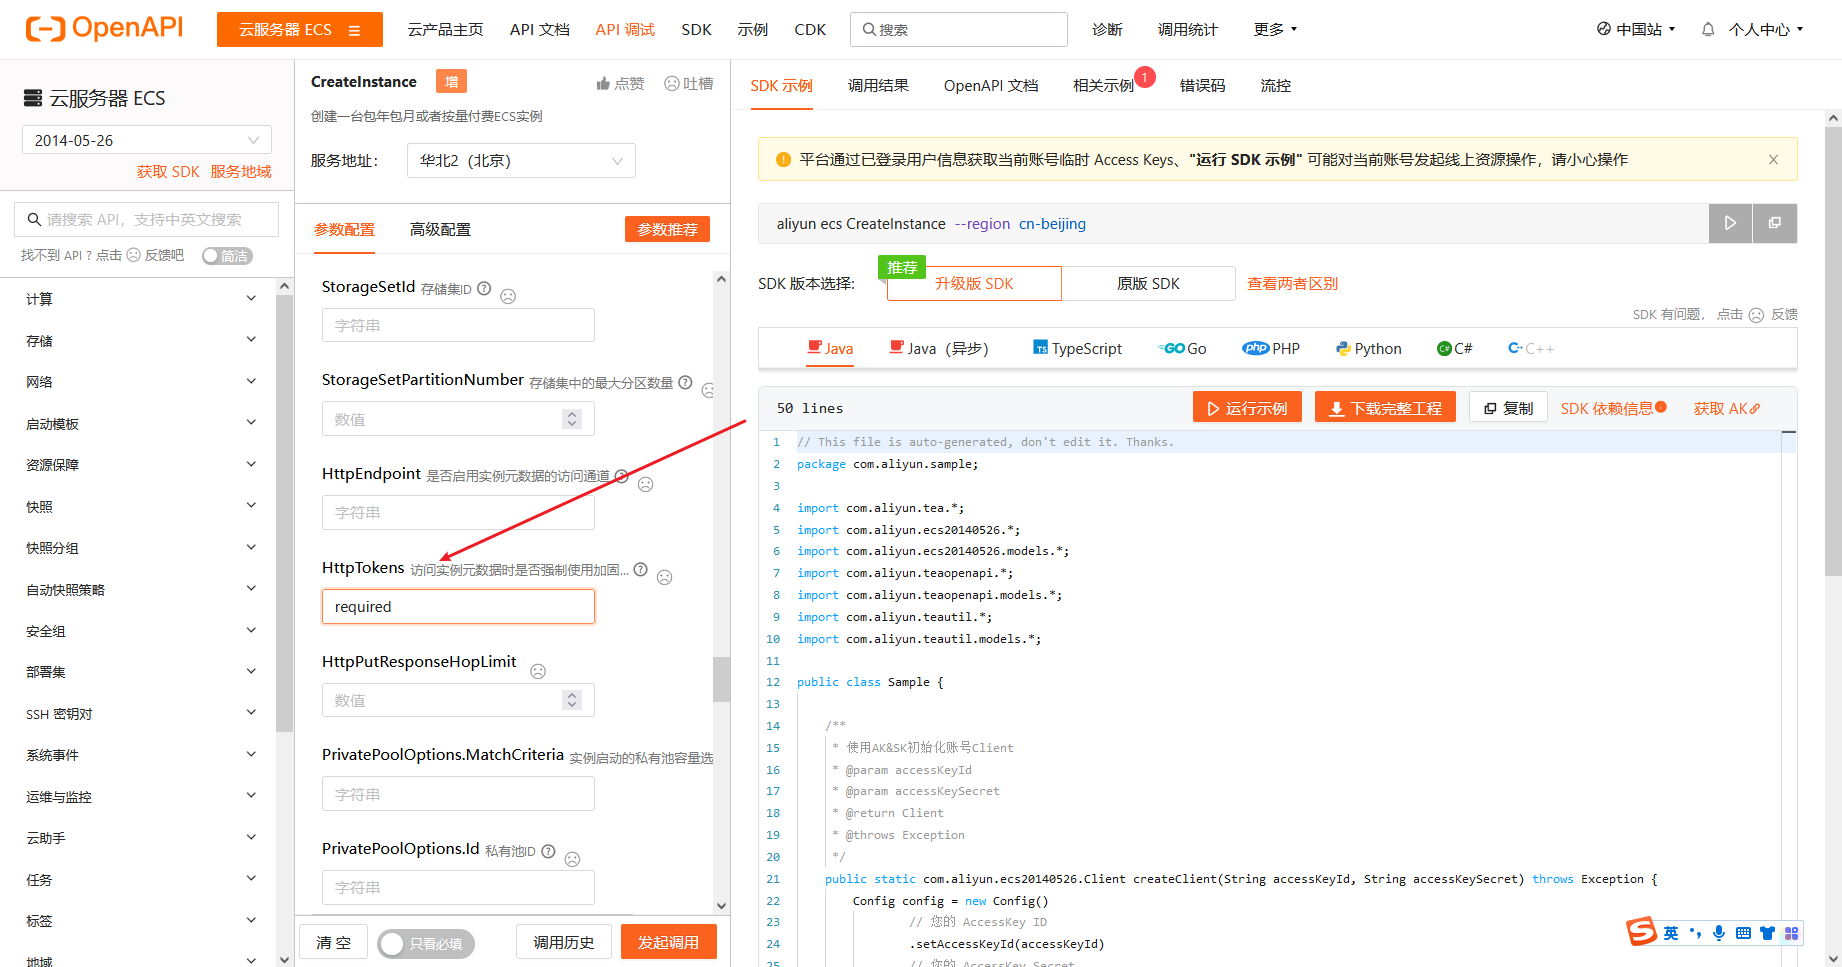 OpenAPI
云服务器 ECS
云产品主页
API 文档
API 调试
SDK
示例
CDK
搜索
诊断
调用统计
更多
中国站
个人中心
云服务器 ECS
2014-05-26
获取 SDK 服务地域
请搜索 API，支持中英文搜索
找不到 API ? 点击 反馈吧
简洁
计算
存储
网络
启动模板
资源保障
快照
快照分组
自动快照策略
安全组
部署集
SSH 密钥对
系统事件
运维与监控
云助手
任务
标签
地域
CreateInstance 增
点赞
吐槽
创建一台包年包月或者按量付费ECS实例
服务地址：
华北2（北京）
参数配置
高级配置
参数推荐
StorageSetId 存储集ID
字符串
StorageSetPartitionNumber 存储集中的最大分区数量
数值
HttpEndpoint 是否启用实例元数据的访问通道
字符串
HttpTokens 访问实例元数据时是否强制使用加固...
required
HttpPutResponseHopLimit
数值
PrivatePoolOptions.MatchCriteria 实例启动的私有池容量选
字符串
PrivatePoolOptions.Id 私有池ID
字符串
清 空
只看必填
调用历史
发起调用
SDK 示例
调用结果
OpenAPI 文档
相关示例
1
错误码
流控
平台通过已登录用户信息获取当前账号临时 Access Keys、"运行 SDK 示例" 可能对当前账号发起线上资源操作，请小心操作
aliyun ecs CreateInstance --region cn-beijing
SDK 版本选择:
推荐
升级版 SDK
原版 SDK
查看两者区别
SDK 有问题，点击 反馈
Java
Java（异步）
TS TypeScript
GO Go
php PHP
Python
C# C#
C++ C++
50 lines
运行示例
下载完整工程
复制
SDK 依赖信息
获取 AK
1 // This file is auto-generated, don't edit it. Thanks.
2 package com.aliyun.sample;
3
4 import com.aliyun.tea.*;
5 import com.aliyun.ecs20140526.*;
6 import com.aliyun.ecs20140526.models.*;
7 import com.aliyun.teaopenapi.*;
8 import com.aliyun.teaopenapi.models.*;
9 import com.aliyun.teautil.*;
10 import com.aliyun.teautil.models.*;
11
12 public class Sample {
13
14 /**
15 * 使用AK&SK初始化账号Client
16 * @param accessKeyId
17 * @param accessKeySecret
18 * @return Client
19 * @throws Exception
20 */
21 public static com.aliyun.ecs20140526.Client createClient(String accessKeyId, String accessKeySecret) throws Exception {
22 Config config = new Config()
23 // 您的 AccessKey ID
24 .setAccessKeyId(accessKeyId)
25 // 您的 AccessKey Secret
S 英